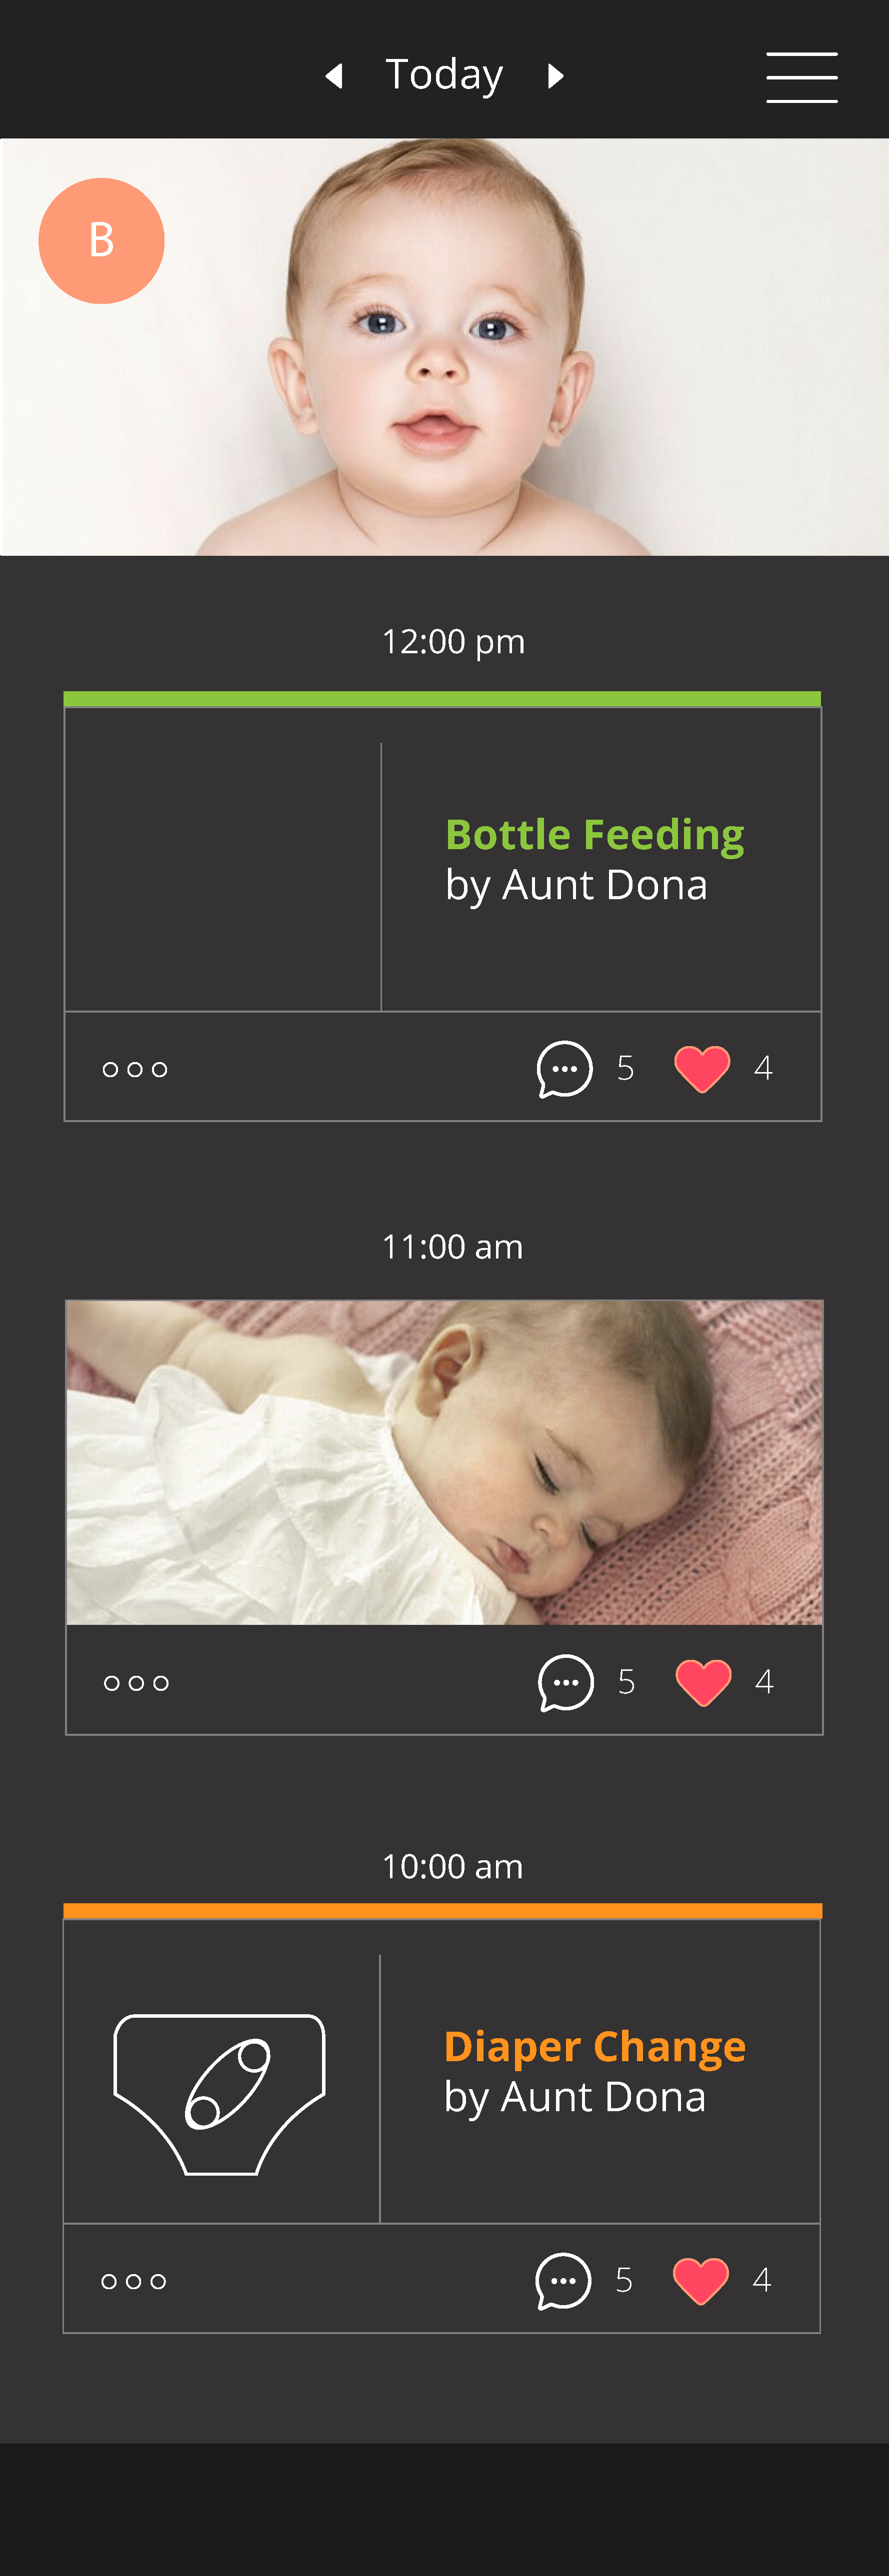 Today
B
12:00 pm
Bottle Feeding
by Aunt Dona
5 4
11:00 am
5 4
10:00 am
Diaper Change
by Aunt Dona
5 4